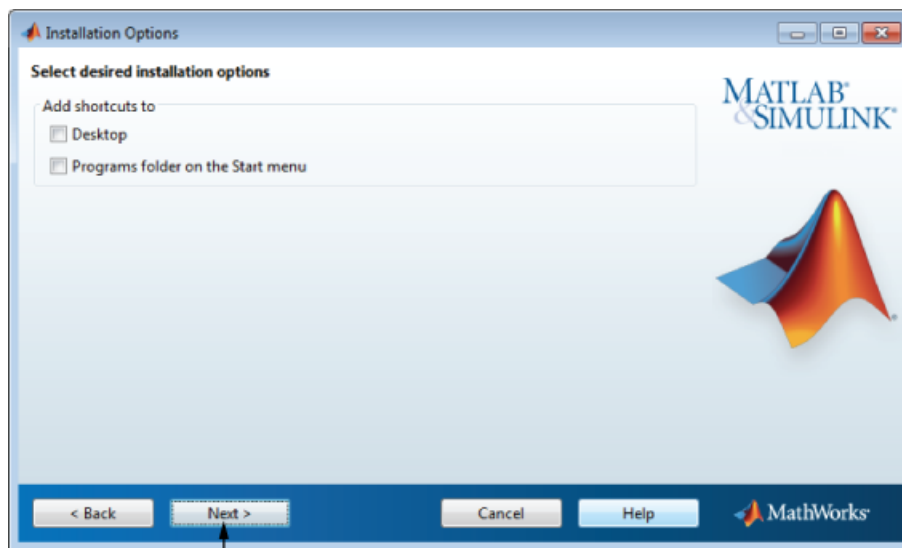 Installation Options
Select desired installation options
Add shortcuts to
Desktop
Programs folder on the Start menu
MATLAB®
&SIMULINK®
®
< Back Next > Cancel Help MathWorks®